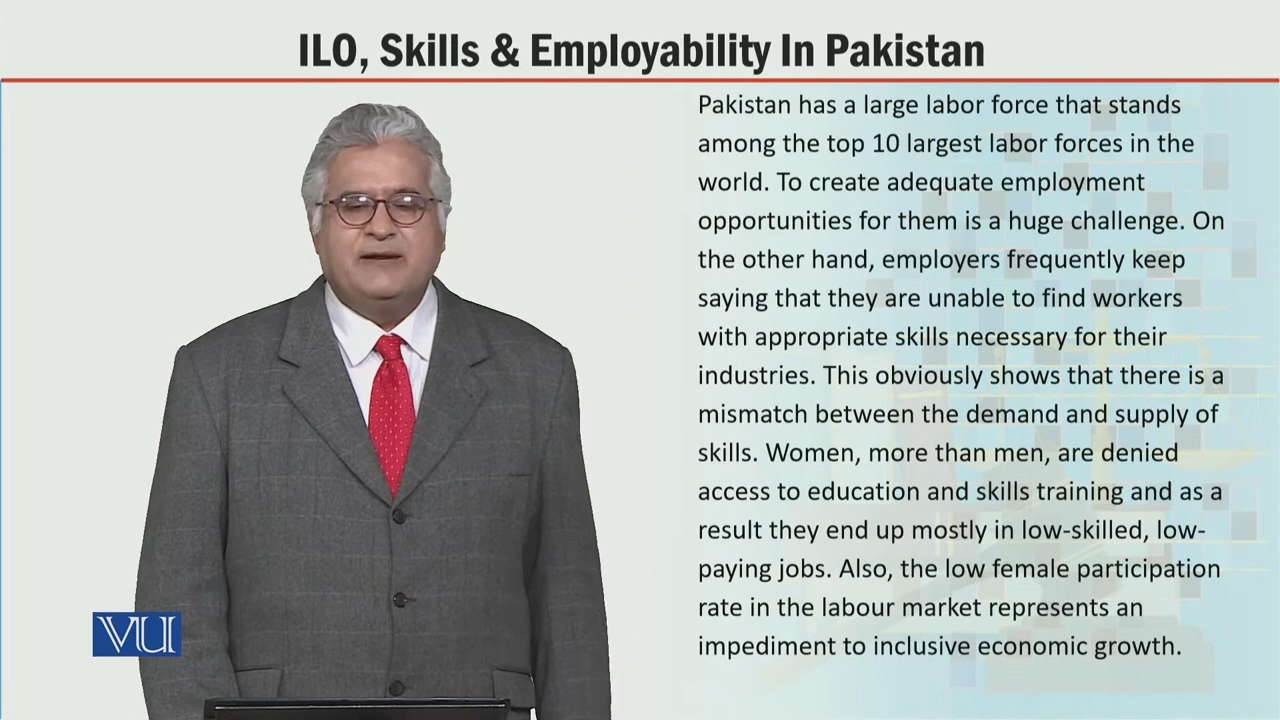 ILO, Skills & Employability In Pakistan
Pakistan has a large labor force that stands
among the top 10 largest labor forces in the
world. To create adequate employment
opportunities for them is a huge challenge. On
the other hand, employers frequently keep
saying that they are unable to find workers
with appropriate skills necessary for their
industries. This obviously shows that there is a
mismatch between the demand and supply of
skills. Women, more than men, are denied
access to education and skills training and as a
result they end up mostly in low-skilled, low-
paying jobs. Also, the low female participation
rate in the labour market represents an
impediment to inclusive economic growth.
VU